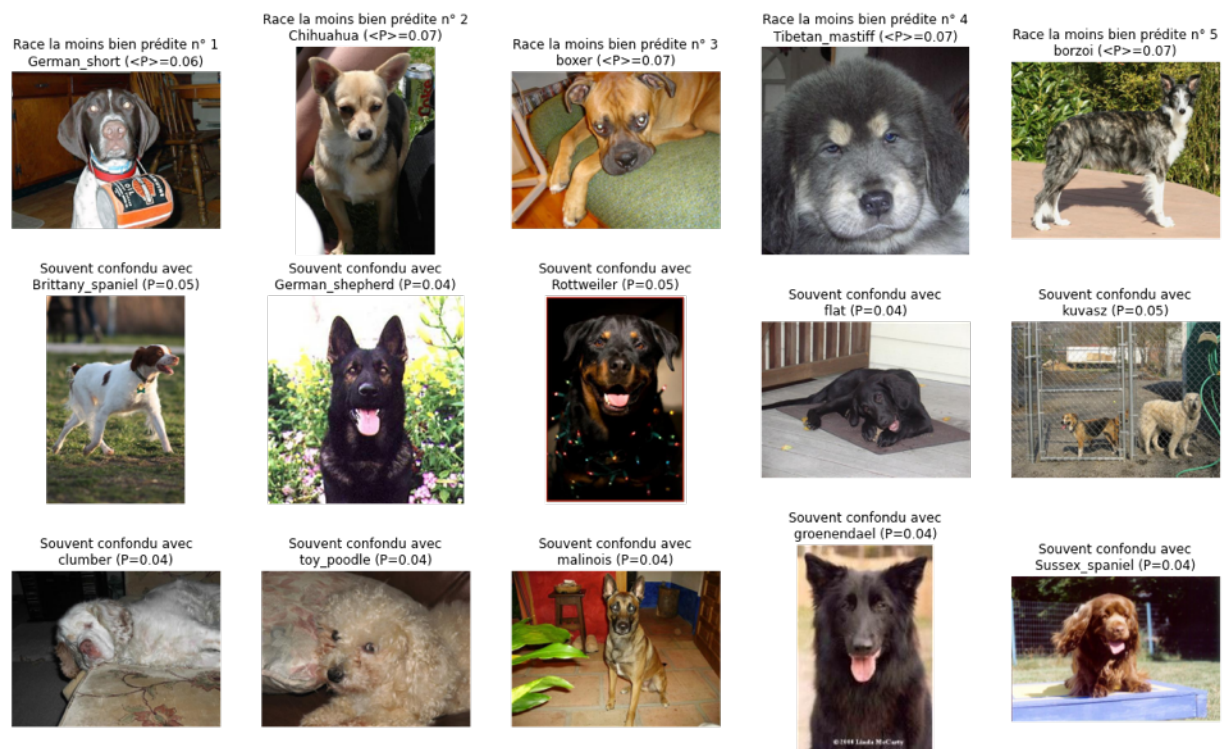 Race la moins bien prédite n° 1
German_short (<P>=0.06)
Race la moins bien prédite n° 2
Chihuahua (<P>=0.07)
Race la moins bien prédite n° 3
boxer (<P>=0.07)
Race la moins bien prédite n° 4
Tibetan_mastiff (<P>=0.07)
Race la moins bien prédite n° 5
borzoi (<P>=0.07)
Souvent confondu avec
Brittany_spaniel (P=0.05)
Souvent confondu avec
German_shepherd (P=0.04)
Souvent confondu avec
Rottweiler (P=0.05)
Souvent confondu avec
flat (P=0.04)
Souvent confondu avec
kuvasz (P=0.05)
Souvent confondu avec
clumber (P=0.04)
Souvent confondu avec
toy_poodle (P=0.04)
Souvent confondu avec
malinois (P=0.04)
Souvent confondu avec
groenendael (P=0.04)
Souvent confondu avec
Sussex_spaniel (P=0.04)